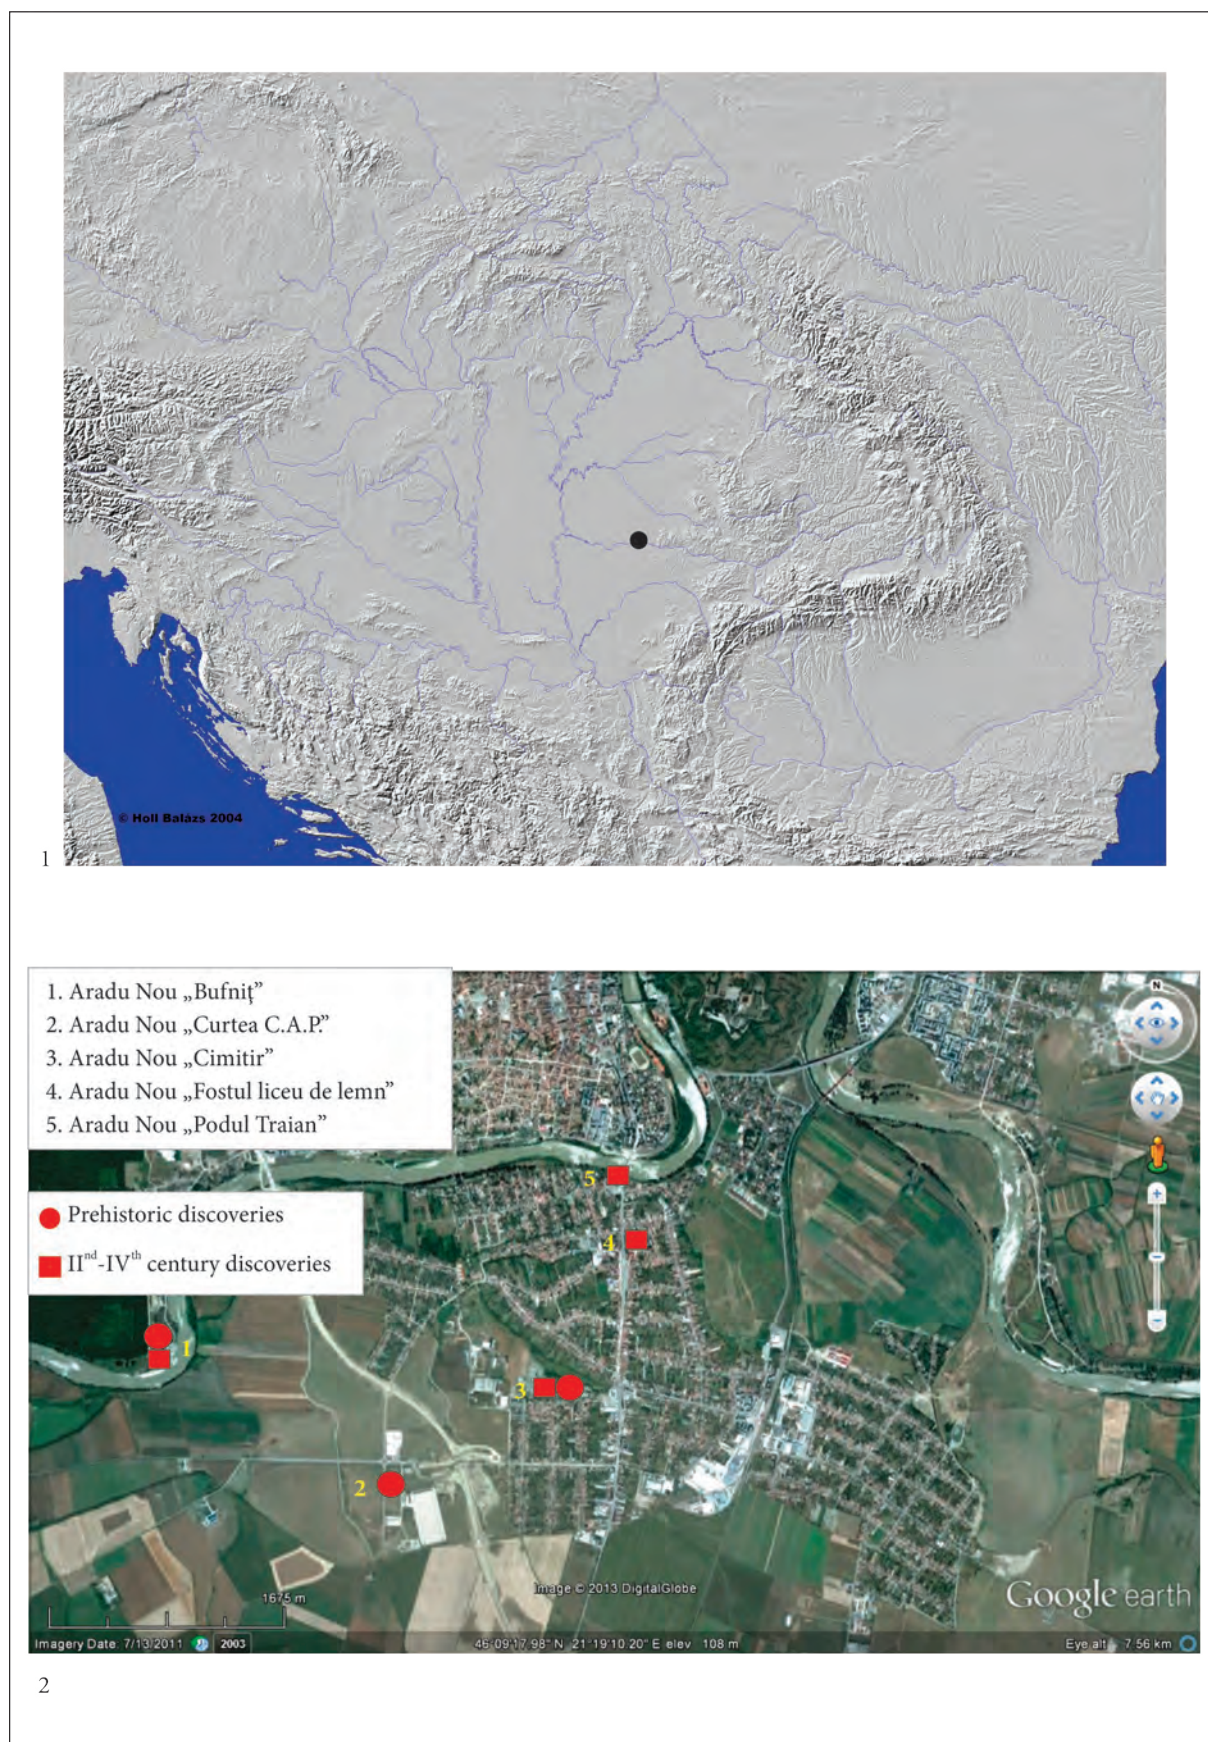 © Holl Balázs 2004
1
1. Aradu Nou „Bufniţ”
2. Aradu Nou „Curtea C.A.P.”
3. Aradu Nou „Cimitir”
4. Aradu Nou „Fostul liceu de lemn”
5. Aradu Nou „Podul Traian”
Prehistoric discoveries
IInd-IVth century discoveries
N
5
4
1
3
2
1675 m
Image © 2013 DigitalGlobe
Google earth
Imagery Date: 7/13/2011
2003
46°09'17.98" N 21°19'10.20" E elev 108 m
Eye alt 7.56 km
2